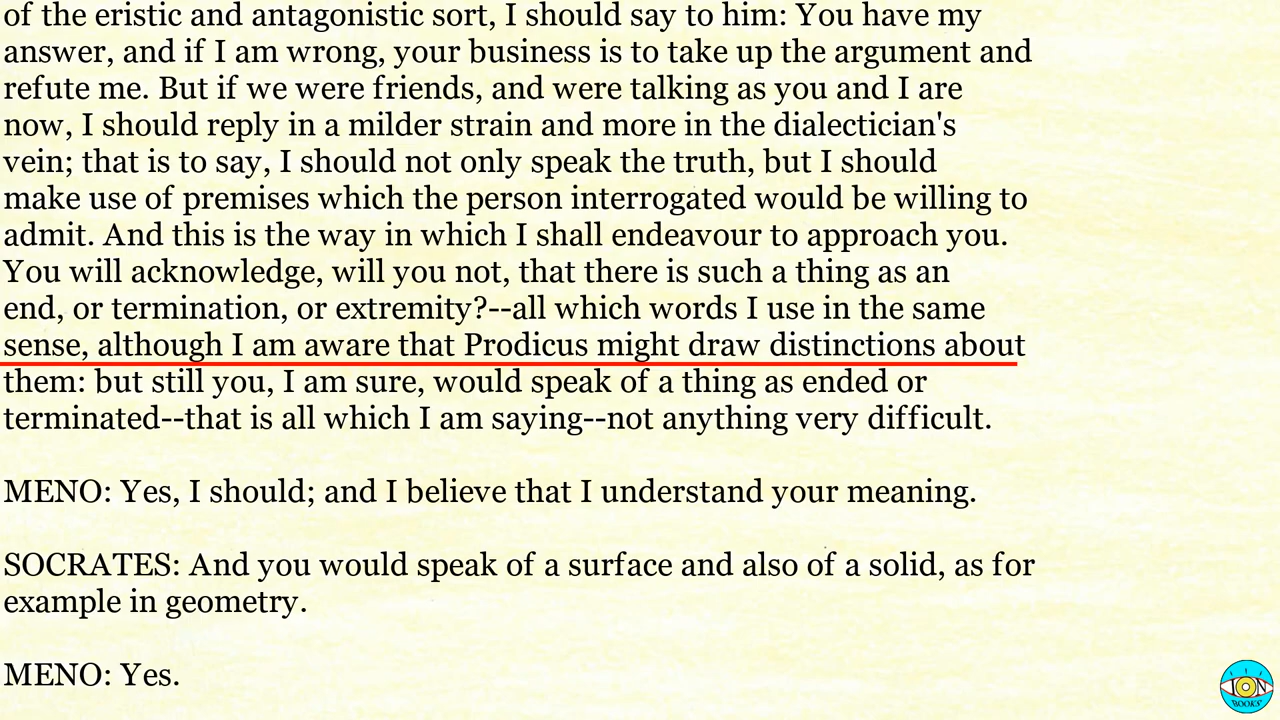 of the eristic and antagonistic sort, I should say to him: You have my
answer, and if I am wrong, your business is to take up the argument and
refute me. But if we were friends, and were talking as you and I are
now, I should reply in a milder strain and more in the dialectician's
vein; that is to say, I should not only speak the truth, but I should
make use of premises which the person interrogated would be willing to
admit. And this is the way in which I shall endeavour to approach you.
You will acknowledge, will you not, that there is such a thing as an
end, or termination, or extremity?--all which words I use in the same
sense, although I am aware that Prodicus might draw distinctions about
them: but still you, I am sure, would speak of a thing as ended or
terminated--that is all which I am saying--not anything very difficult.
MENO: Yes, I should; and I believe that I understand your meaning.
SOCRATES: And you would speak of a surface and also of a solid, as for
example in geometry.
MENO: Yes.
ION
BOOKS